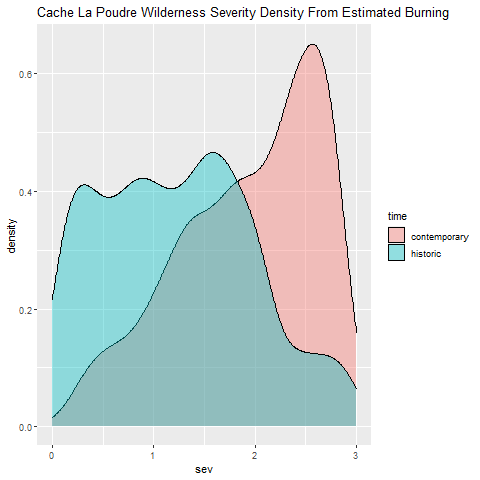 Cache La Poudre Wilderness Severity Density From Estimated Burning
density
0.6
0.4
0.2
0.0
0 1 2 3
sev
time
contemporary
historic